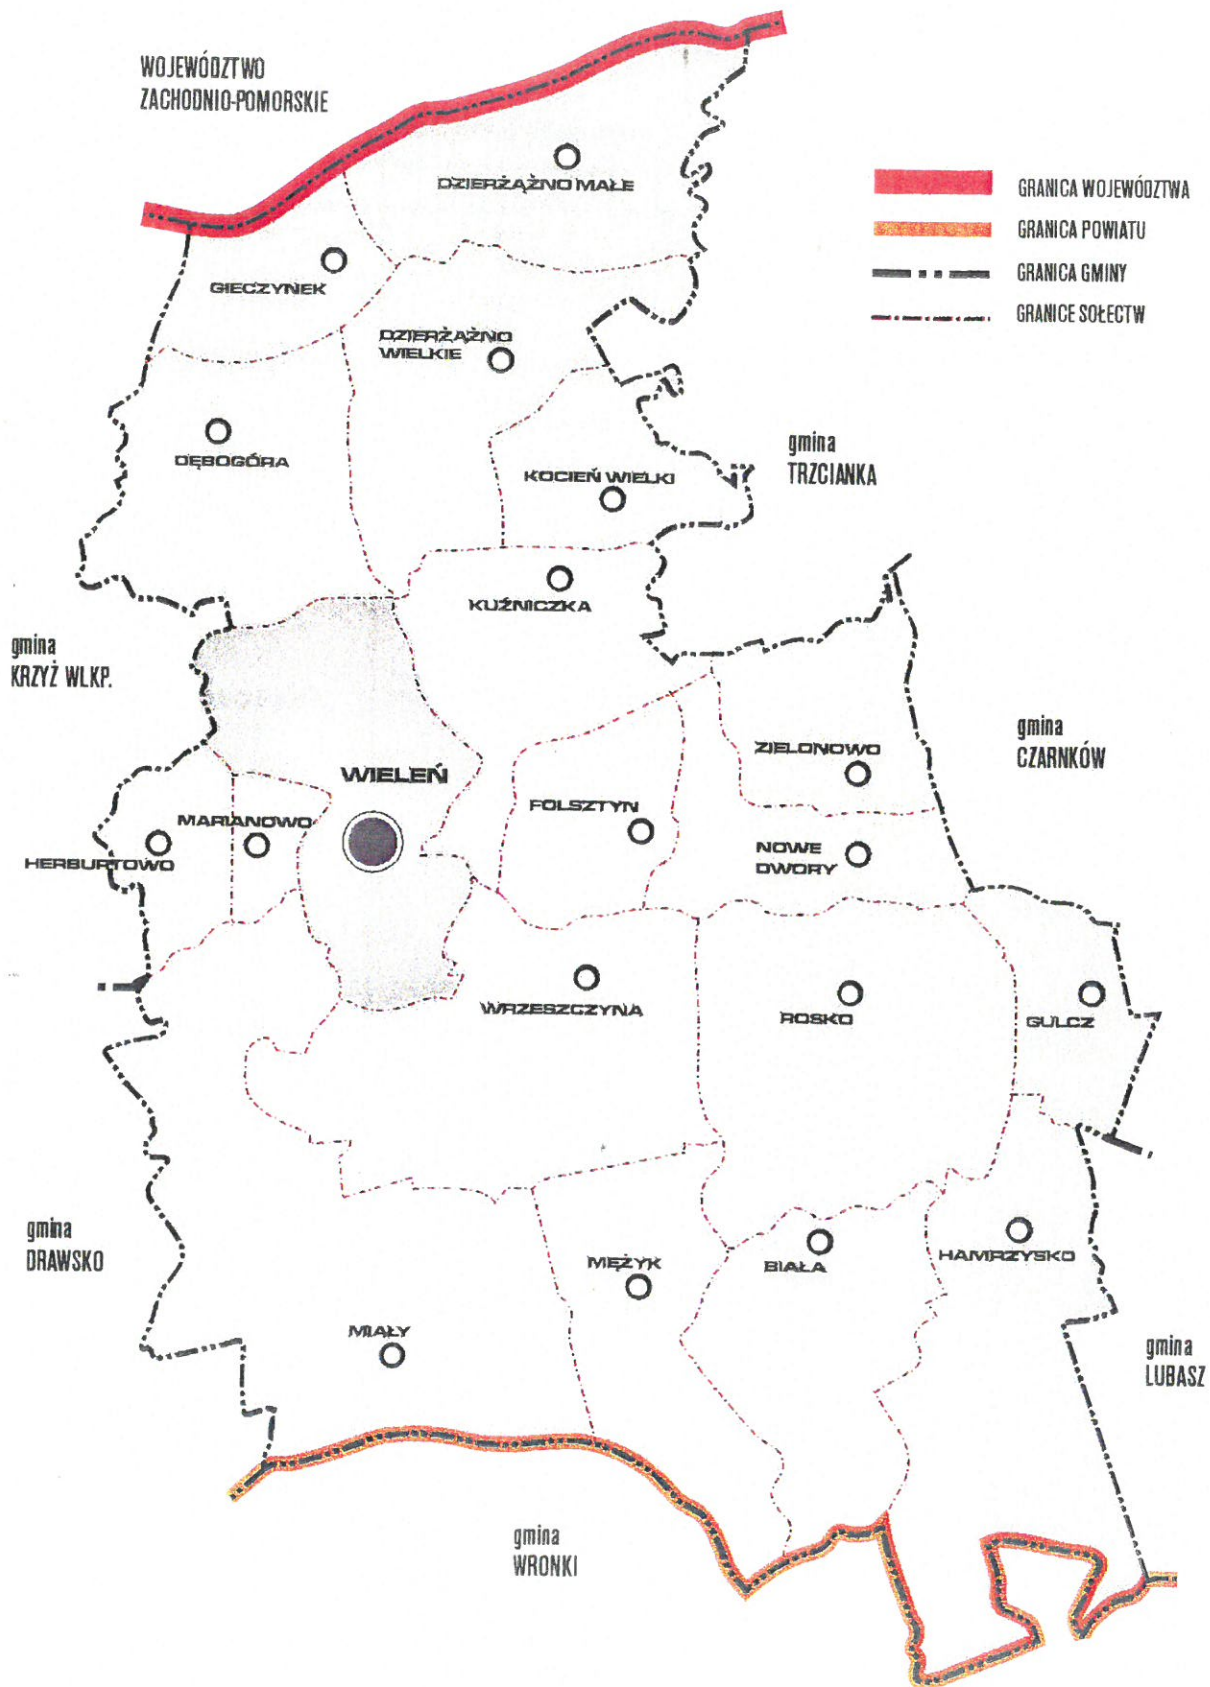 WOJEWÓDZTWO
ZACHODNIO-POMORSKIE
DZIERŻĄŻNO MAŁE
GRANICA WOJEWÓDZTWA
GRANICA POWIATU
GRANICA GMINY
GRANICE SOŁECTW
GIECZYNEK
DZIERŻĄŻNO
WIELKIE
DĘBOGÓRA
KOCIEŃ WIELKI
gmina
TRZCIANKA
KUŹNICZKA
gmina
KRZYŻ WLKP.
gmina
CZARNKÓW
ZIELONOWO
WIELEŃ
FOLSZTYN
MARIANOWO
HERBURTOWO
NOWE
DWORY
WRZESZCZYNA
ROSKO
GULCZ
gmina
DRAWSKO
MĘŻYK
BIAŁA
HAMRZYSKO
MIAŁY
gmina
LUBASZ
gmina
WRONKI